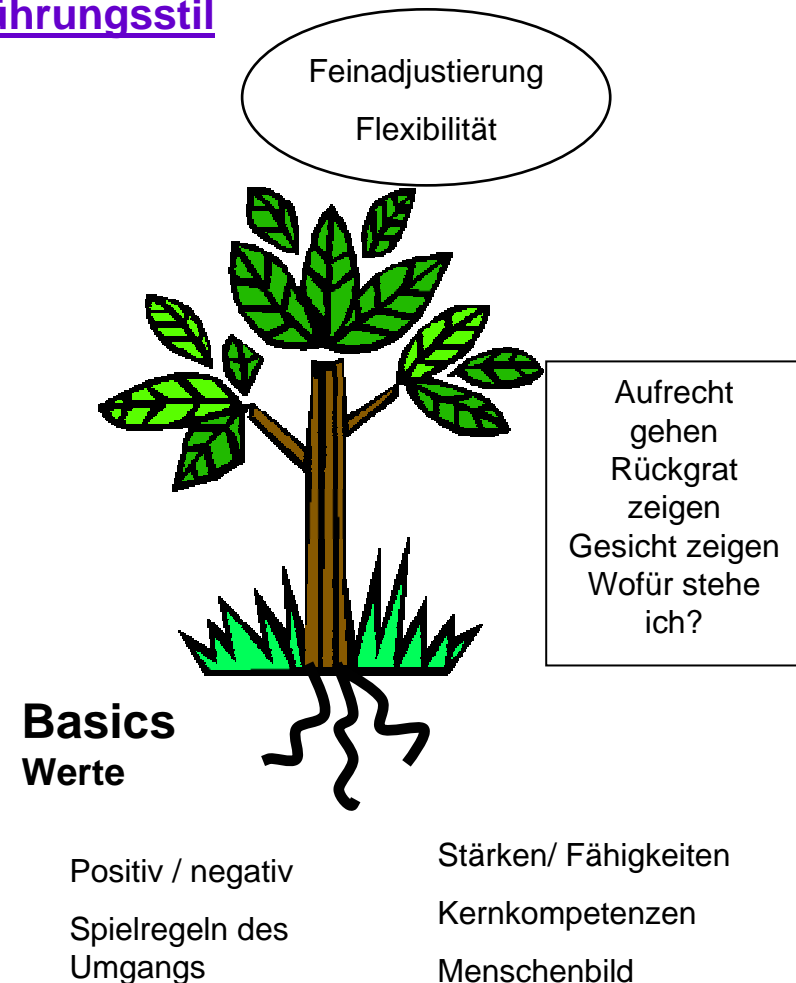 ührungsstil
Feinadjustierung
Flexibilität
Aufrecht
gehen
Rückgrat
zeigen
Gesicht zeigen
Wofür stehe
ich?
Basics
Werte
Positiv / negativ
Spielregeln des
Umgangs
Stärken/ Fähigkeiten
Kernkompetenzen
Menschenbild